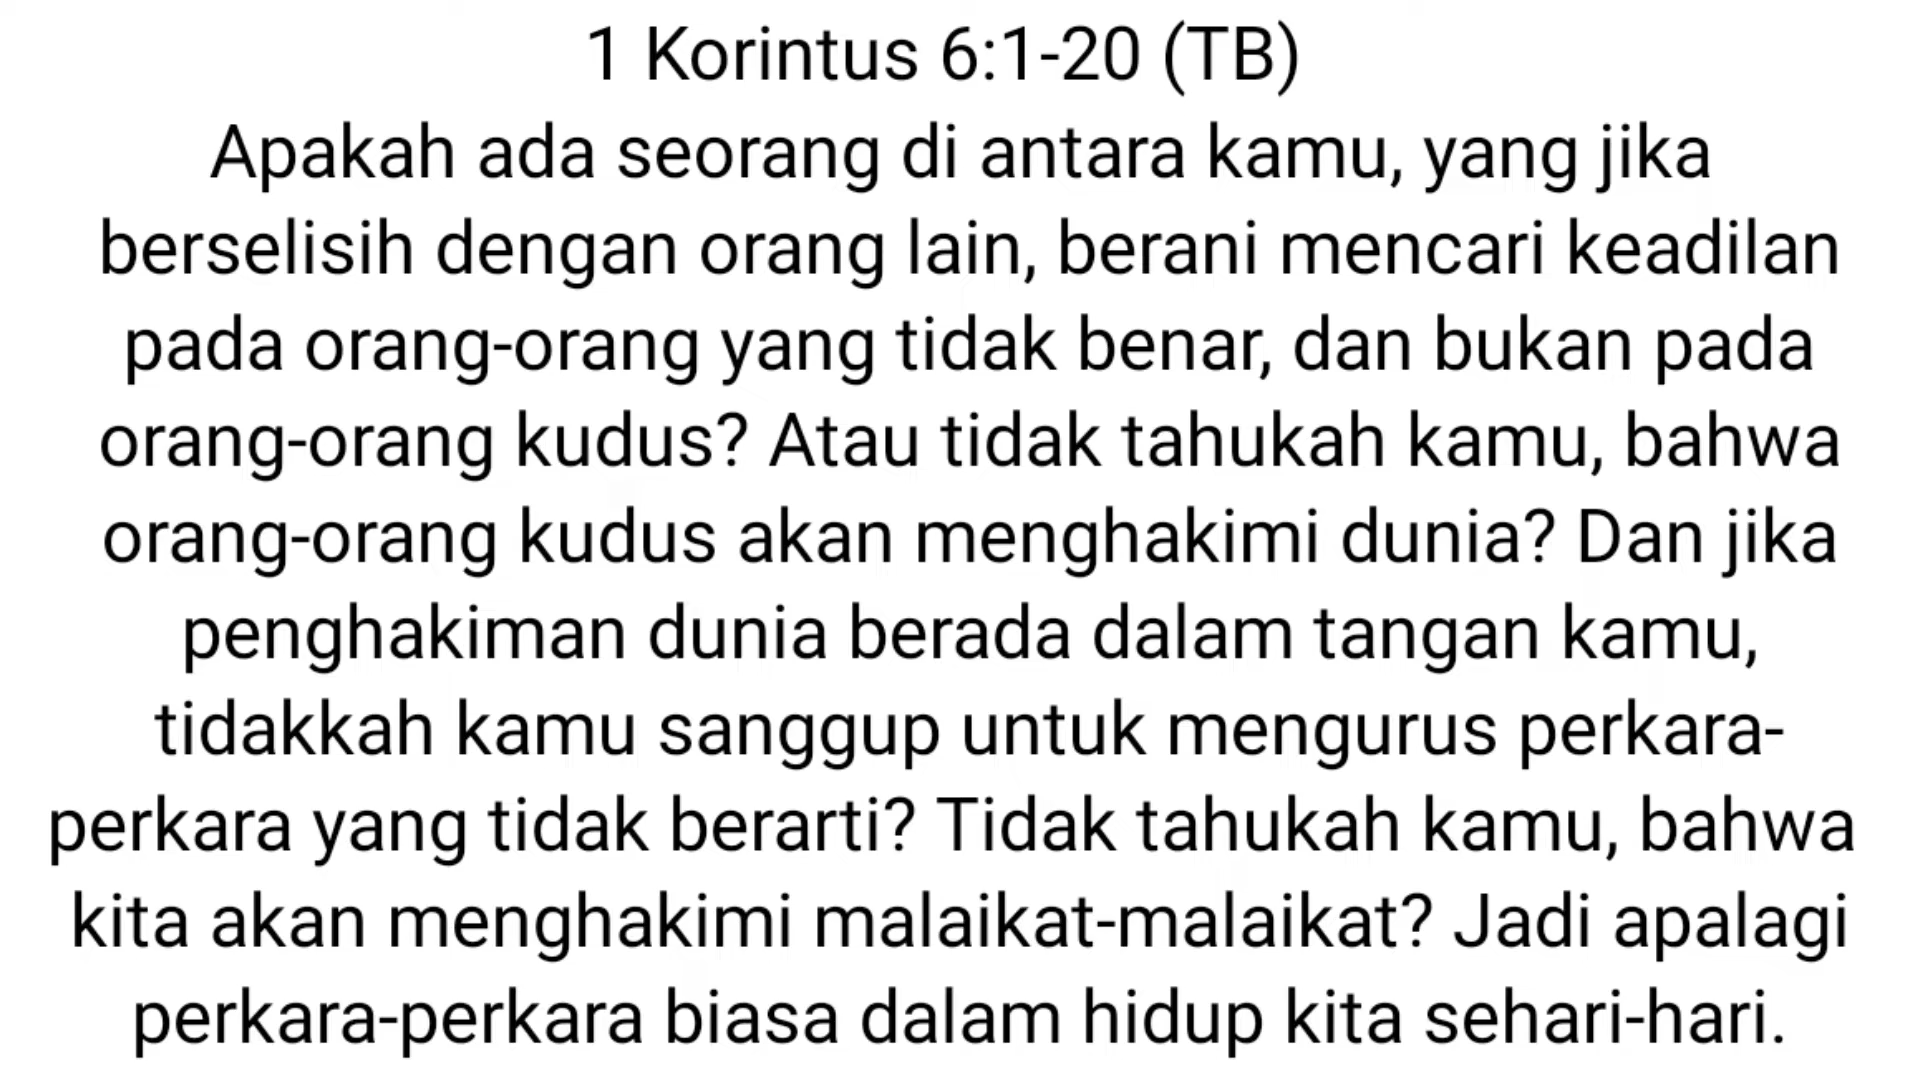 1 Korintus 6:1-20 (TB)
Apakah ada seorang di antara kamu, yang jika
berselisih dengan orang lain, berani mencari keadilan
pada orang-orang yang tidak benar, dan bukan pada
orang-orang kudus? Atau tidak tahukah kamu, bahwa
orang-orang kudus akan menghakimi dunia? Dan jika
penghakiman dunia berada dalam tangan kamu,
tidakkah kamu sanggup untuk mengurus perkara-
perkara yang tidak berarti? Tidak tahukah kamu, bahwa
kita akan menghakimi malaikat-malaikat? Jadi apalagi
perkara-perkara biasa dalam hidup kita sehari-hari.